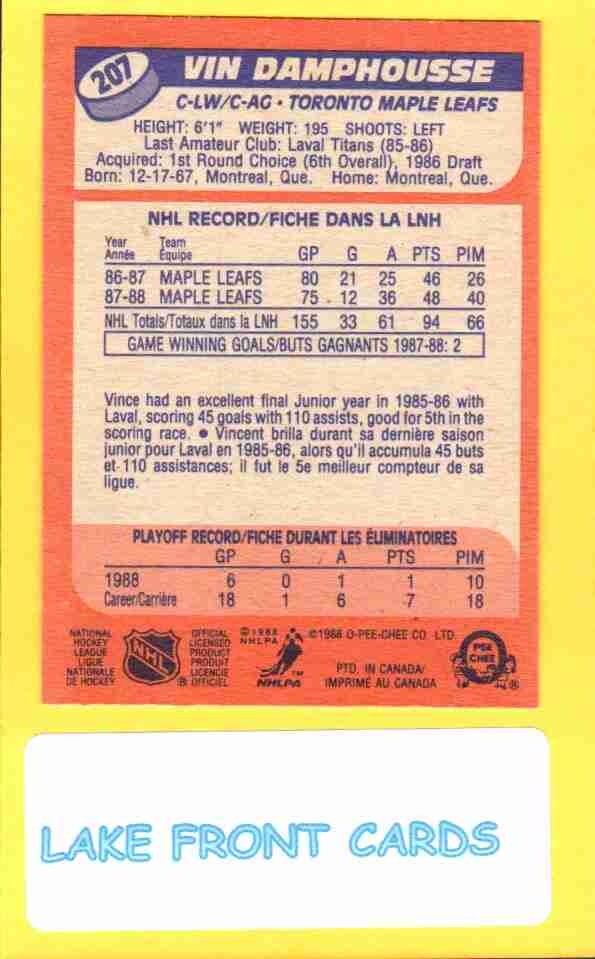 207
VIN DAMPHOUSSE
C-LW/C-AG • TORONTO MAPLE LEAFS
HEIGHT: 6'1" WEIGHT: 195 SHOOTS: LEFT
Last Amateur Club: Laval Titans (85-86)
Acquired: 1st Round Choice (6th Overall), 1986 Draft
Born: 12-17-67, Montreal, Que. Home: Montreal, Que.
NHL RECORD/FICHE DANS LA LNH
Year Team
Année Équipe GP G A PTS PIM
86-87 MAPLE LEAFS 80 21 25 46 26
87-88 MAPLE LEAFS 75 12 36 48 40
NHL Totals/Totaux dans la LNH 155 33 61 94 66
GAME WINNING GOALS/BUTS GAGNANTS 1987-88: 2
Vince had an excellent final Junior year in 1985-86 with
Laval, scoring 45 goals with 110 assists, good for 5th in the
scoring race. ● Vincent brilla durant sa dernière saison
junior pour Laval en 1985-86, alors qu'il accumula 45 buts
et 110 assistances; il fut le 5e meilleur compteur de sa
ligue.
PLAYOFF RECORD/FICHE DURANT LES ÉLIMINATOIRES
GP G A PTS PIM
1988 6 0 1 1 10
Career/Carrière 18 1 6 7 18
NATIONAL
HOCKEY
LEAGUE
LIGUE
NATIONALE
DE HOCKEY
NHL
®
OFFICIAL
LICENSED
PRODUCT
PRODUIT
LICENCIE
OFFICIEL
©1988
NHLPA
NHLPA
™
©1988 O-PEE-CHEE CO. LTD.
PTD. IN CANADA/
IMPRIMÉ AU CANADA
PEE
CHEE
LAKE FRONT CARDS